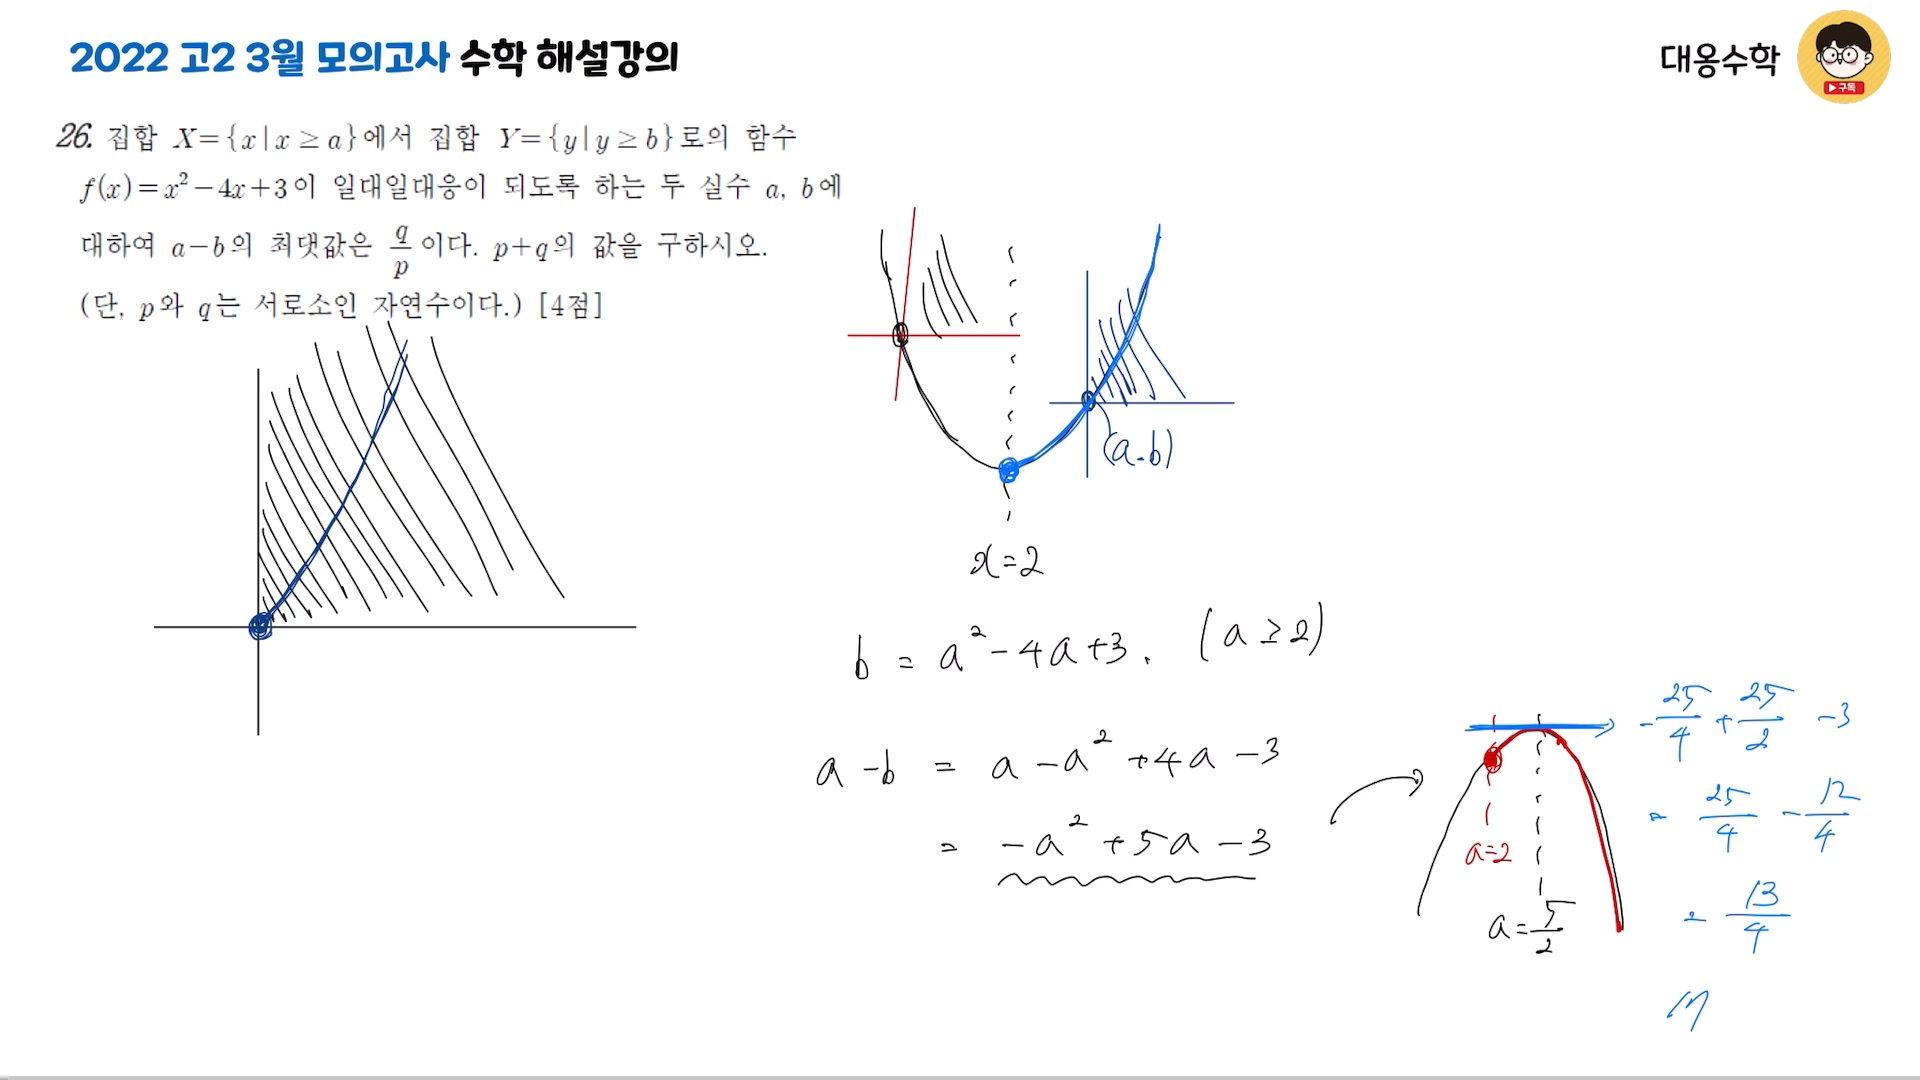 2022 고2 3월 모의고사 수학 해설강의
대웅수학
구독
26. 집합 X={x|x≥a}에서 집합 Y={y|y≥b}로의 함수
f(x)=x²-4x+3이 일대일대응이 되도록 하는 두 실수 a, b에
대하여 a-b의 최댓값은 q/p이다. p+q의 값을 구하시오.
(단, p와 q는 서로소인 자연수이다.) [4점]
(a-b)
x=2
b = a²-4a+3. (a≥2)
a-b = a-a²+4a-3
= -a²+5a-3
a=2
a=5/2
-25/4+25/2-3
= 25/4-12/4
= 13/4
17